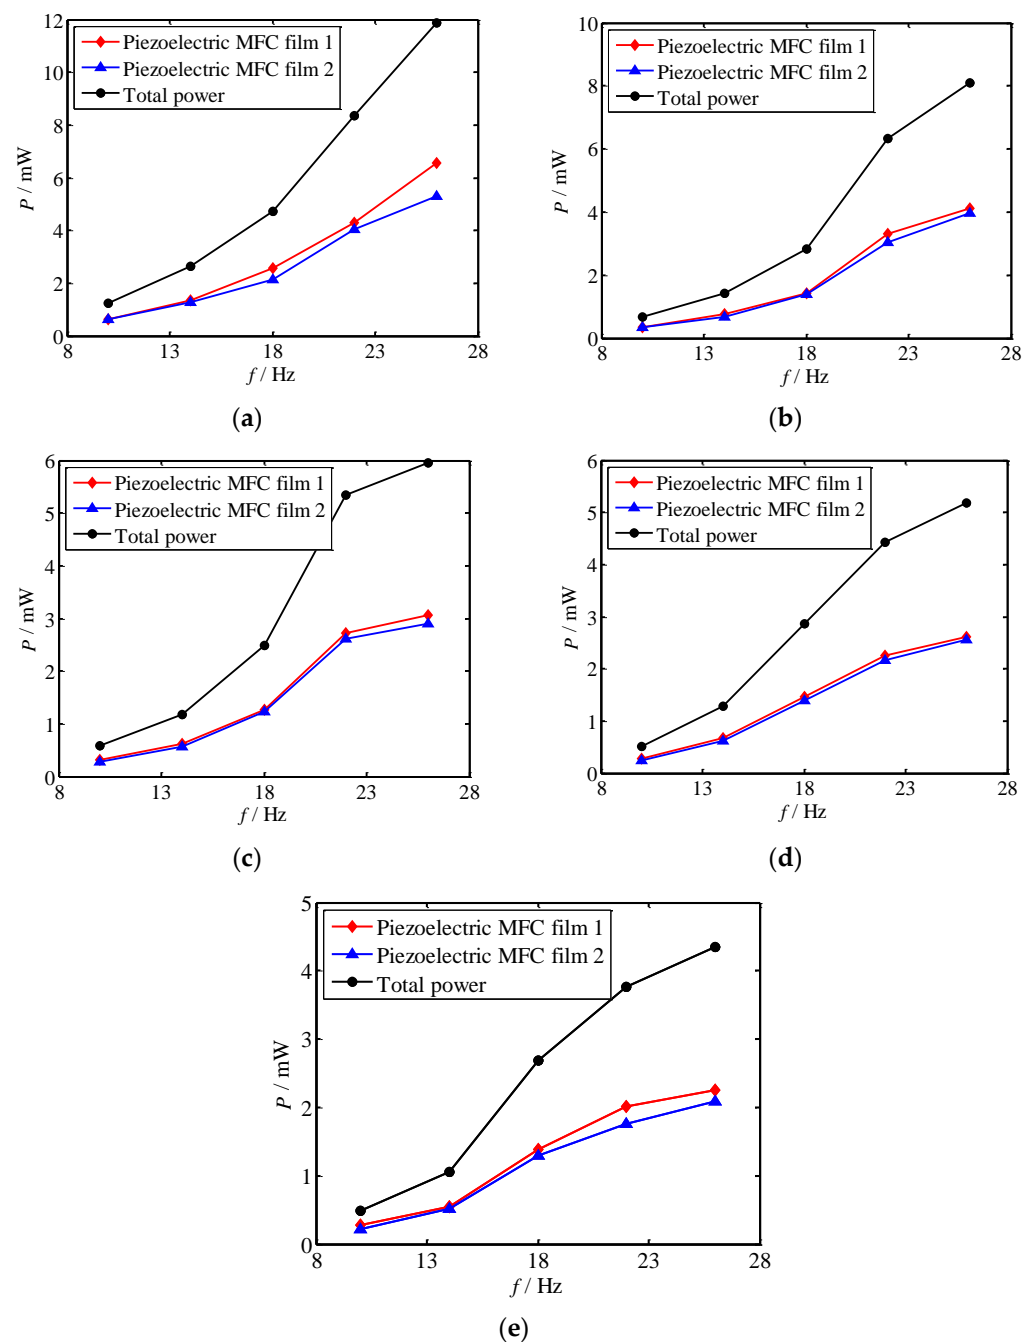 12
10
8
6
4
2
0
P / mW
Piezoelectric MFC film 1
Piezoelectric MFC film 2
Total power
8 13 18 23 28
f / Hz
(a)
10
8
6
4
2
0
P / mW
Piezoelectric MFC film 1
Piezoelectric MFC film 2
Total power
8 13 18 23 28
f / Hz
(b)
6
5
4
3
2
1
0
P / mW
Piezoelectric MFC film 1
Piezoelectric MFC film 2
Total power
8 13 18 23 28
f / Hz
(c)
6
5
4
3
2
1
0
P / mW
Piezoelectric MFC film 1
Piezoelectric MFC film 2
Total power
8 13 18 23 28
f / Hz
(d)
5
4
3
2
1
0
P / mW
Piezoelectric MFC film 1
Piezoelectric MFC film 2
Total power
8 13 18 23 28
f / Hz
(e)